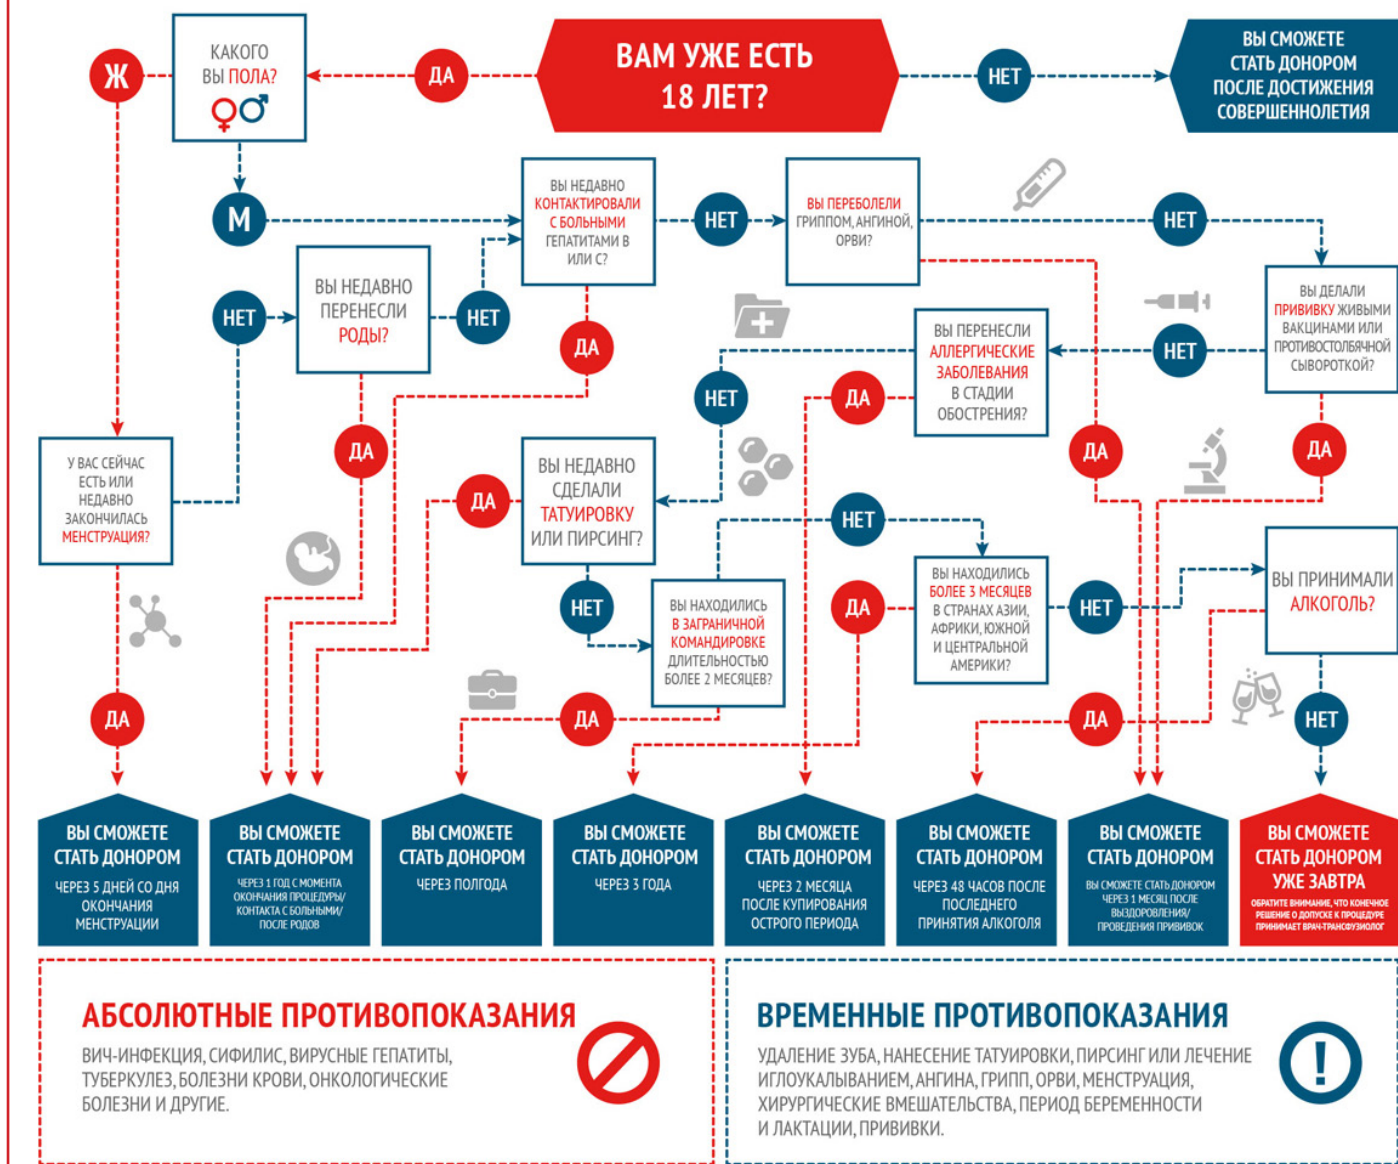 ВАМ УЖЕ ЕСТЬ
18 ЛЕТ?
НЕТ
ВЫ СМОЖЕТЕ
СТАТЬ ДОНОРОМ
ПОСЛЕ ДОСТИЖЕНИЯ
СОВЕРШЕННОЛЕТИЯ
ДА
КАКОГО
ВЫ ПОЛА?
Ж
М
ВЫ НЕДАВНО
КОНТАКТИРОВАЛИ
С БОЛЬНЫМИ
ГЕПАТИТАМИ В
ИЛИ С?
НЕТ
ВЫ ПЕРЕБОЛЕЛИ
ГРИППОМ, АНГИНОЙ,
ОРВИ?
НЕТ
НЕТ
ВЫ НЕДАВНО
ПЕРЕНЕСЛИ
РОДЫ?
НЕТ
ДА
ВЫ ПЕРЕНЕСЛИ
АЛЛЕРГИЧЕСКИЕ
ЗАБОЛЕВАНИЯ
В СТАДИИ
ОБОСТРЕНИЯ?
НЕТ
ВЫ ДЕЛАЛИ
ПРИВИВКУ ЖИВЫМИ
ВАКЦИНАМИ ИЛИ
ПРОТИВОСТОЛБЯЧНОЙ
СЫВОРОТКОЙ?
НЕТ
ДА
ДА
ДА
ДА
У ВАС СЕЙЧАС
ЕСТЬ ИЛИ
НЕДАВНО
ЗАКОНЧИЛАСЬ
МЕНСТРУАЦИЯ?
ДА
ВЫ НЕДАВНО
СДЕЛАЛИ
ТАТУИРОВКУ
ИЛИ ПИРСИНГ?
НЕТ
НЕТ
ВЫ НАХОДИЛИСЬ
В ЗАГРАНИЧНОЙ
КОМАНДИРОВКЕ
ДЛИТЕЛЬНОСТЬЮ
БОЛЕЕ 2 МЕСЯЦЕВ?
ДА
ВЫ НАХОДИЛИСЬ
БОЛЕЕ 3 МЕСЯЦЕВ
В СТРАНАХ АЗИИ,
АФРИКИ, ЮЖНОЙ
И ЦЕНТРАЛЬНОЙ
АМЕРИКИ?
НЕТ
ВЫ ПРИНИМАЛИ
АЛКОГОЛЬ?
ДА
ДА
ДА
НЕТ
ВЫ СМОЖЕТЕ
СТАТЬ ДОНОРОМ
ЧЕРЕЗ 5 ДНЕЙ СО ДНЯ
ОКОНЧАНИЯ
МЕНСТРУАЦИИ
ВЫ СМОЖЕТЕ
СТАТЬ ДОНОРОМ
ЧЕРЕЗ 1 ГОД С МОМЕНТА
ОКОНЧАНИЯ ПРОЦЕДУРЫ/
КОНТАКТА С БОЛЬНЫМИ/
ПОСЛЕ РОДОВ
ВЫ СМОЖЕТЕ
СТАТЬ ДОНОРОМ
ЧЕРЕЗ ПОЛГОДА
ВЫ СМОЖЕТЕ
СТАТЬ ДОНОРОМ
ЧЕРЕЗ 3 ГОДА
ВЫ СМОЖЕТЕ
СТАТЬ ДОНОРОМ
ЧЕРЕЗ 2 МЕСЯЦА
ПОСЛЕ КУПИРОВАНИЯ
ОСТРОГО ПЕРИОДА
ВЫ СМОЖЕТЕ
СТАТЬ ДОНОРОМ
ЧЕРЕЗ 48 ЧАСОВ ПОСЛЕ
ПОСЛЕДНЕГО
ПРИНЯТИЯ АЛКОГОЛЯ
ВЫ СМОЖЕТЕ
СТАТЬ ДОНОРОМ
ВЫ СМОЖЕТЕ СТАТЬ ДОНОРОМ
ЧЕРЕЗ 1 МЕСЯЦ ПОСЛЕ
ВЫЗДОРОВЛЕНИЯ/
ПРОВЕДЕНИЯ ПРИВИВОК
ВЫ СМОЖЕТЕ
СТАТЬ ДОНОРОМ
УЖЕ ЗАВТРА
ОБРАТИТЕ ВНИМАНИЕ, ЧТО КОНЕЧНОЕ
РЕШЕНИЕ О ДОПУСКЕ К ПРОЦЕДУРЕ
ПРИНИМАЕТ ВРАЧ-ТРАНСФУЗИОЛОГ
АБСОЛЮТНЫЕ ПРОТИВОПОКАЗАНИЯ
ВИЧ-ИНФЕКЦИЯ, СИФИЛИС, ВИРУСНЫЕ ГЕПАТИТЫ,
ТУБЕРКУЛЕЗ, БОЛЕЗНИ КРОВИ, ОНКОЛОГИЧЕСКИЕ
БОЛЕЗНИ И ДРУГИЕ.
ВРЕМЕННЫЕ ПРОТИВОПОКАЗАНИЯ
УДАЛЕНИЕ ЗУБА, НАНЕСЕНИЕ ТАТУИРОВКИ, ПИРСИНГ ИЛИ ЛЕЧЕНИЕ
ИГЛОУКАЛЫВАНИЕМ, АНГИНА, ГРИПП, ОРВИ, МЕНСТРУАЦИЯ,
ХИРУРГИЧЕСКИЕ ВМЕШАТЕЛЬСТВА, ПЕРИОД БЕРЕМЕННОСТИ
И ЛАКТАЦИИ, ПРИВИВКИ.